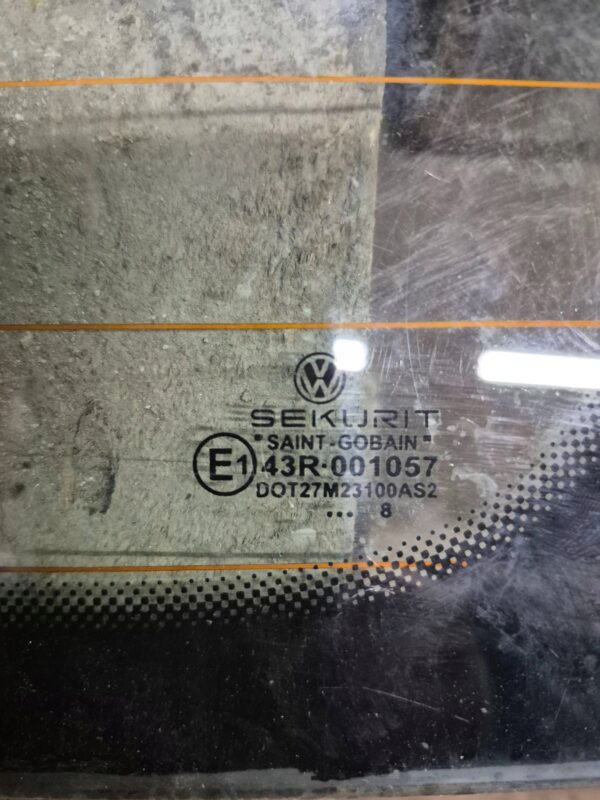 VW
SEKURIT
"SAINT-GOBAIN"
E1 43R-001057
DOT27M23100AS2
... 8